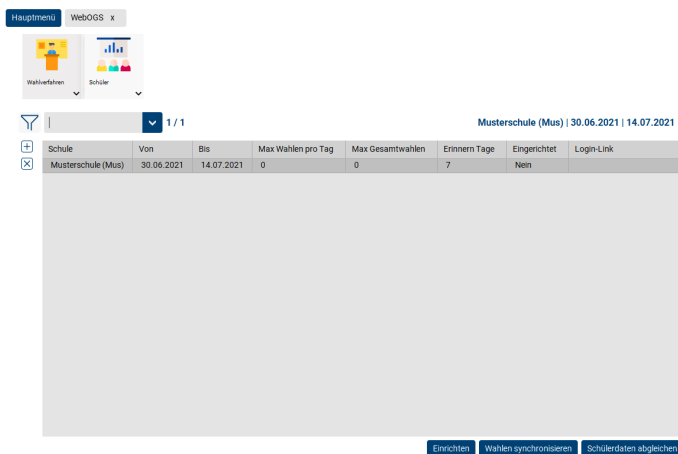 Hauptmenü WebOGS x
Wahlverfahren Schüler
1 / 1 Musterschule (Mus) | 30.06.2021 | 14.07.2021
Schule Von Bis Max Wahlen pro Tag Max Gesamtwahlen Erinnern Tage Eingerichtet Login-Link
Musterschule (Mus) 30.06.2021 14.07.2021 0 0 7 Nein
Einrichten Wahlen synchronisieren Schülerdaten abgleichen